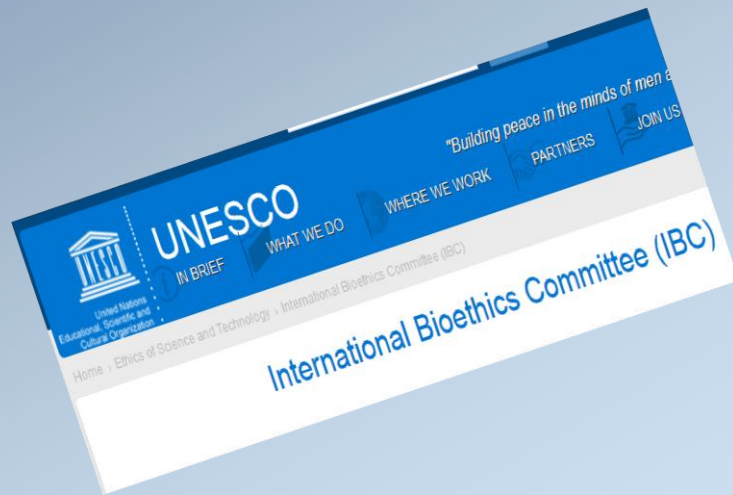 "Building peace in the minds of men a
UNESCO
IN BRIEF
WHAT WE DO
WHERE WE WORK
PARTNERS
JOIN US
UNESCO
United Nations
Educational, Scientific and
Cultural Organization
Home › Ethics of Science and Technology › International Bioethics Committee (IBC)
International Bioethics Committee (IBC)